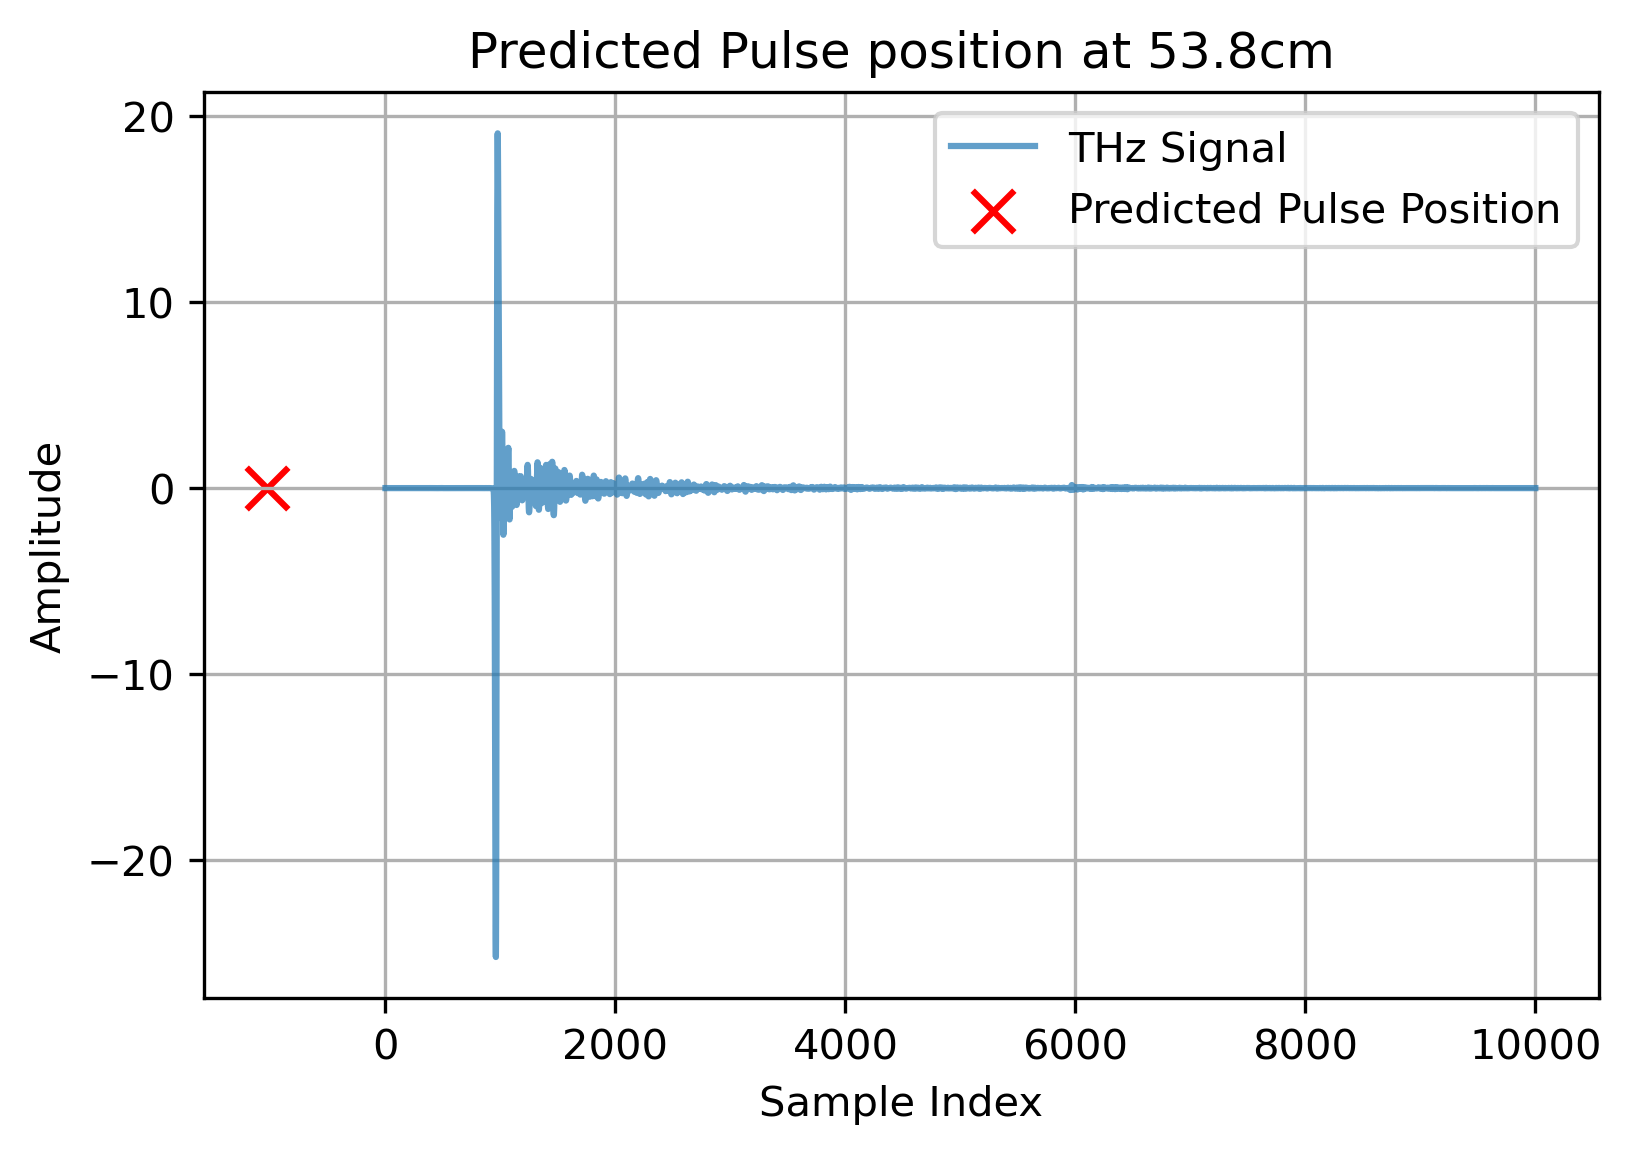 Predicted Pulse position at 53.8cm
THz Signal
Predicted Pulse Position
20
10
0
−10
−20
Amplitude
0 2000 4000 6000 8000 10000
Sample Index